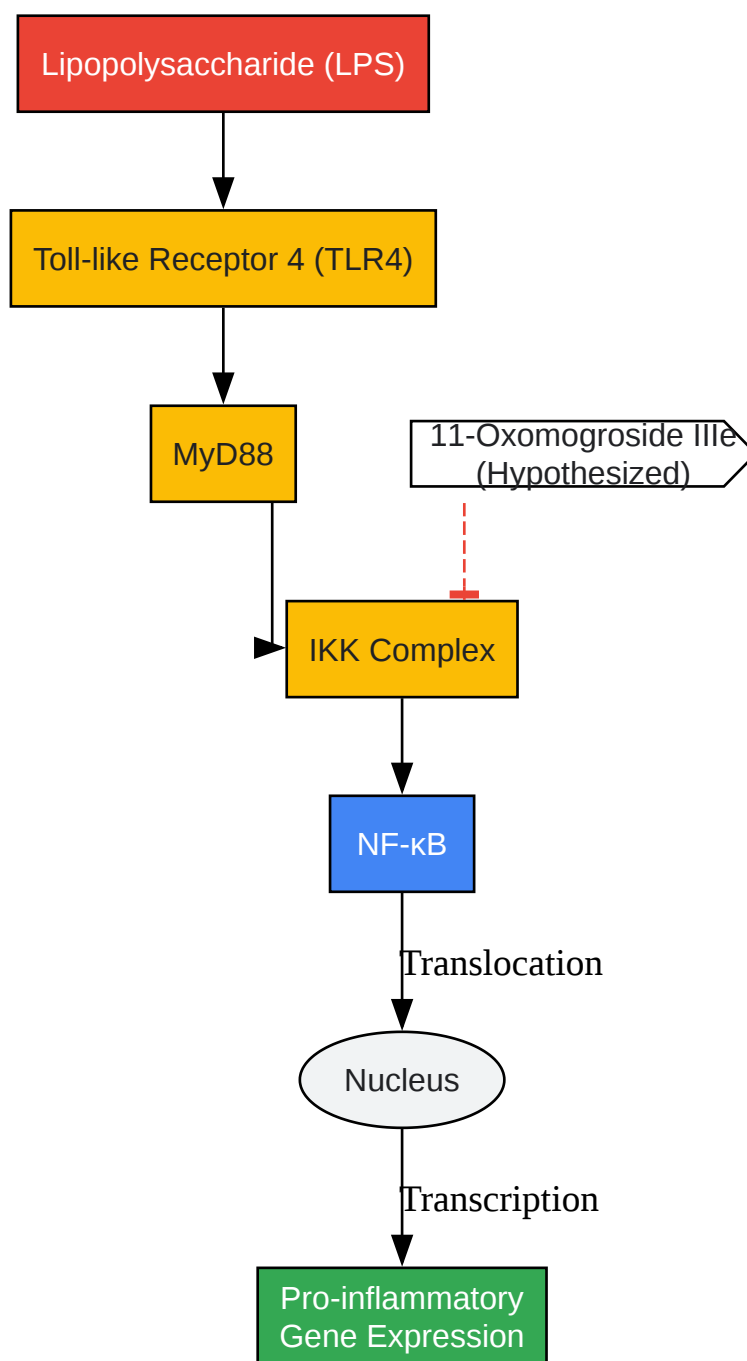 Lipopolysaccharide (LPS)
Toll-like Receptor 4 (TLR4)
MyD88
11-Oxomogroside IIIe
(Hypothesized)
IKK Complex
NF-κB
Translocation
Nucleus
Transcription
Pro-inflammatory
Gene Expression